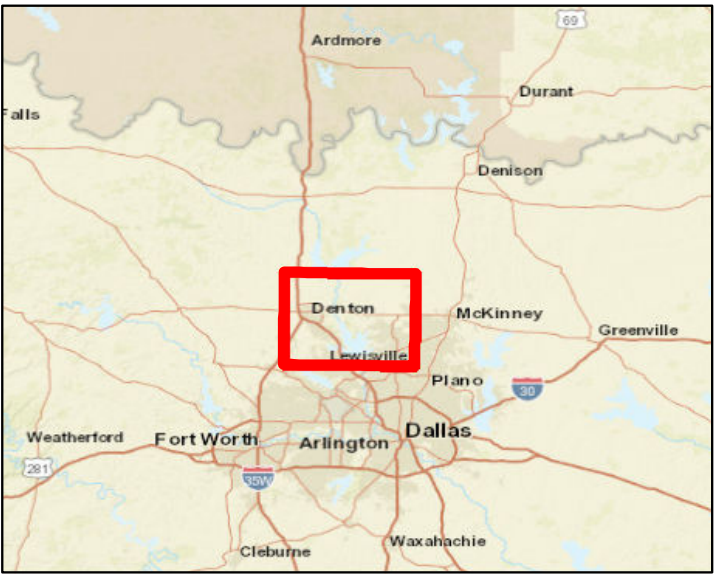 69
Ardmore
Durant
Falls
Denison
Denton
McKinney
Greenville
Lewisville
Plano
30
Weatherford
Fort Worth
Arlington
Dallas
281
35W
Waxahachie
Cleburne